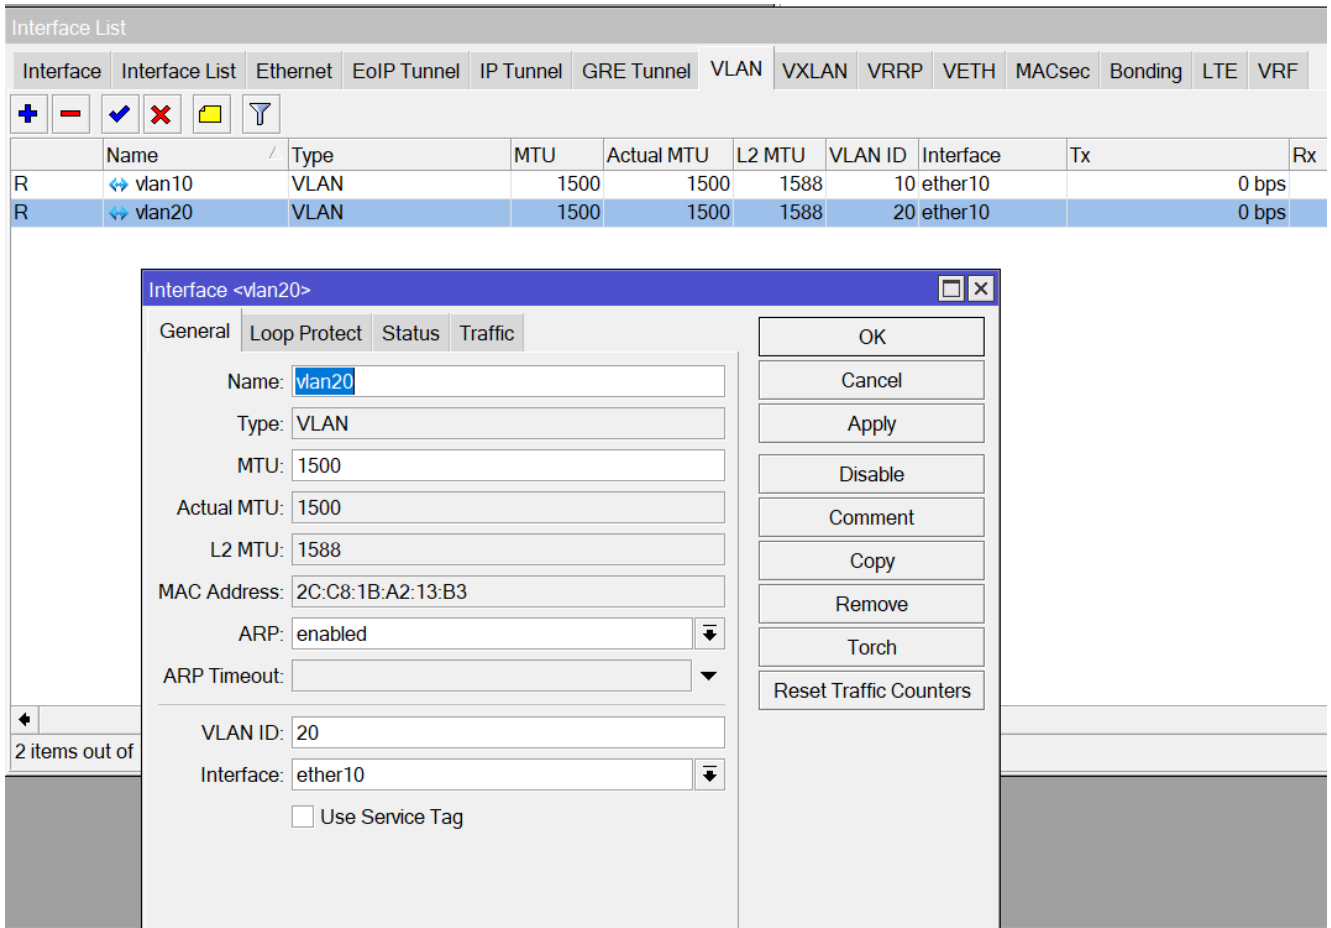 Interface List
Interface Interface List Ethernet EoIP Tunnel IP Tunnel GRE Tunnel VLAN VXLAN VRRP VETH MACsec Bonding LTE VRF
Name Type MTU Actual MTU L2 MTU VLAN ID Interface Tx Rx
R vlan10 VLAN 1500 1500 1588 10 ether10 0 bps
R vlan20 VLAN 1500 1500 1588 20 ether10 0 bps
Interface <vlan20>
General Loop Protect Status Traffic
OK
Name: vlan20
Cancel
Type: VLAN
Apply
MTU: 1500
Disable
Actual MTU: 1500
Comment
L2 MTU: 1588
Copy
MAC Address: 2C:C8:1B:A2:13:B3
Remove
ARP: enabled
Torch
ARP Timeout:
Reset Traffic Counters
VLAN ID: 20
2 items out of
Interface: ether10
Use Service Tag